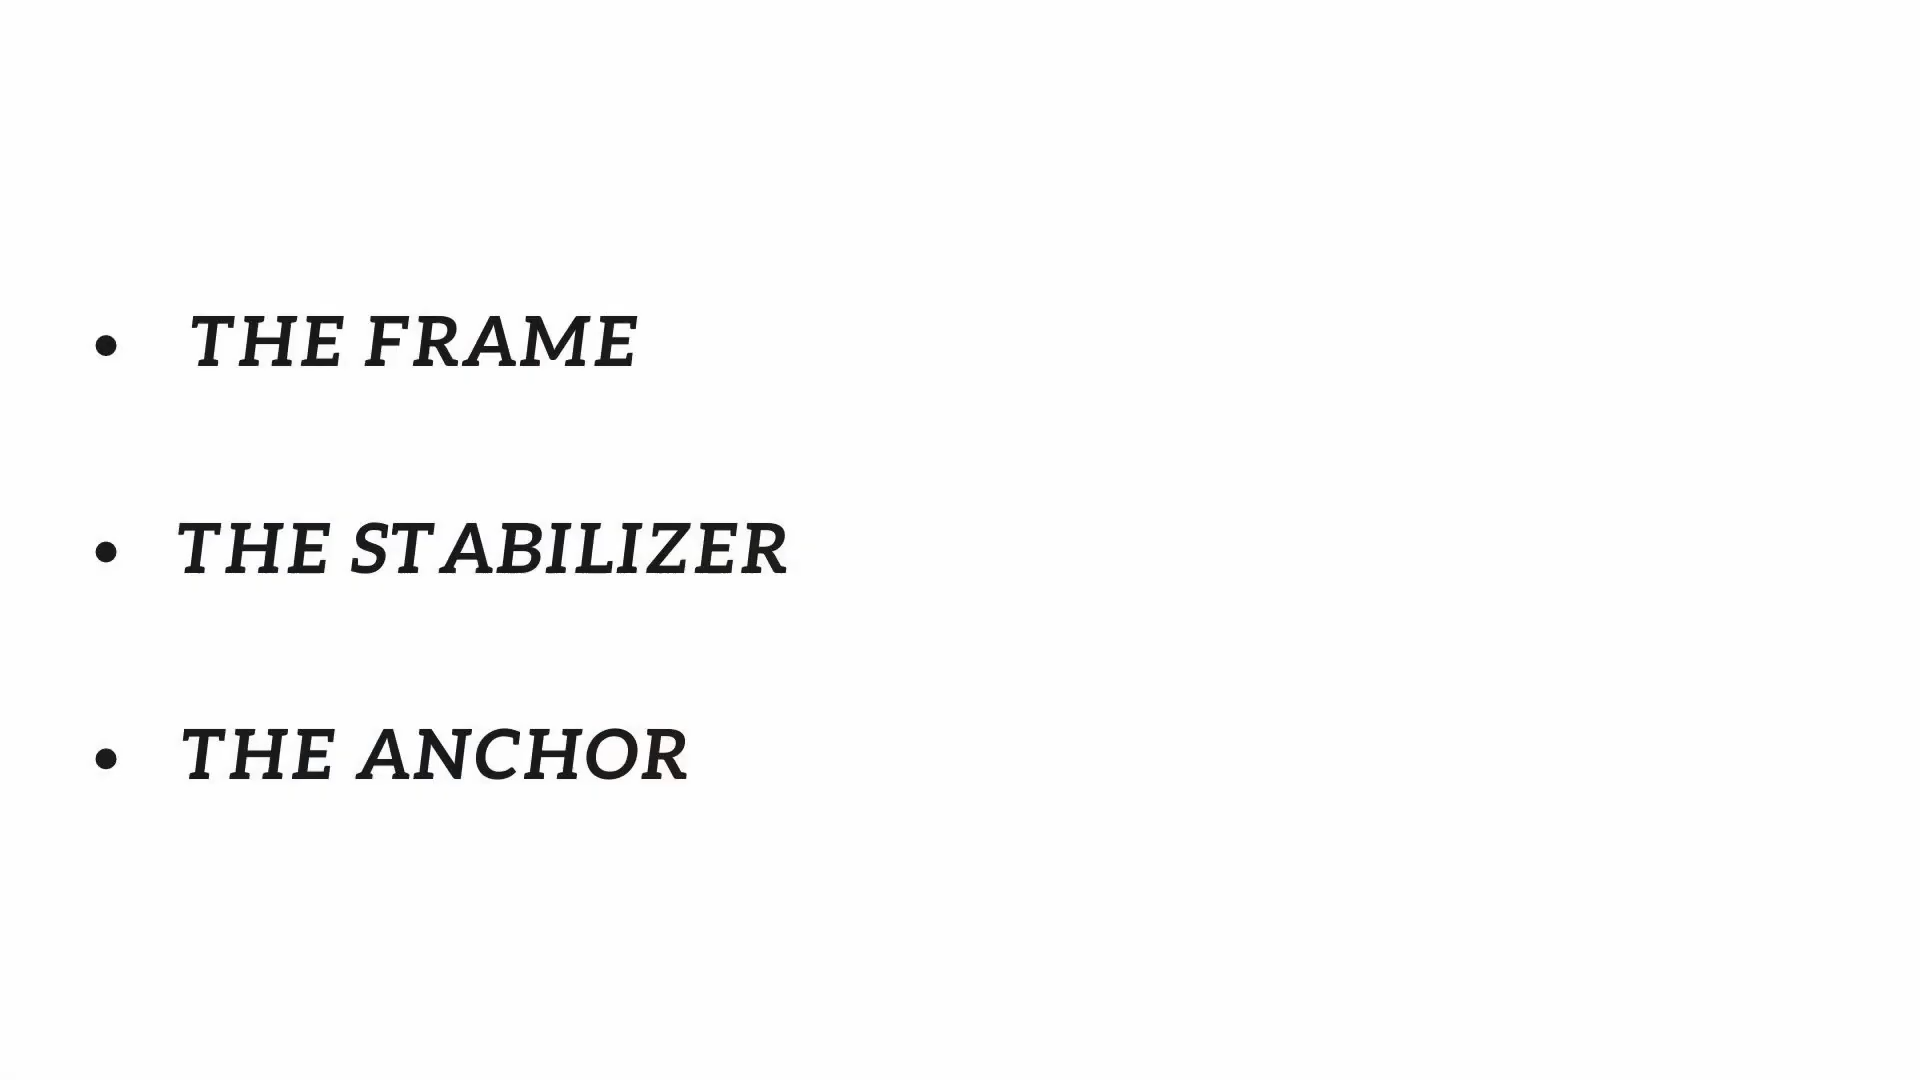 • THE FRAME
• THE STABILIZER
• THE ANCHOR